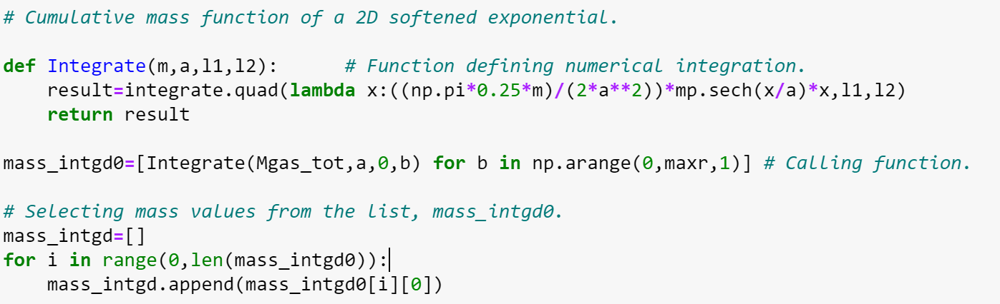 # Cumulative mass function of a 2D softened exponential.
def Integrate(m,a,l1,l2):      # Function defining numerical integration.
    result=integrate.quad(lambda x:((np.pi*0.25*m)/(2*a**2))*mp.sech(x/a)*x,l1,l2)
    return result
mass_intgd0=[Integrate(Mgas_tot,a,0,b) for b in np.arange(0,maxr,1)] # Calling function.
# Selecting mass values from the list, mass_intgd0.
mass_intgd=[]
for i in range(0,len(mass_intgd0)):
    mass_intgd.append(mass_intgd0[i][0])